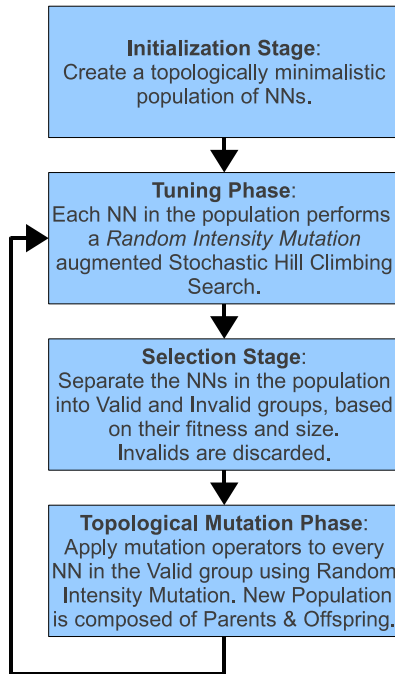 Initialization Stage:
Create a topologically minimalistic
population of NNs.
Tuning Phase:
Each NN in the population performs
a Random Intensity Mutation
augmented Stochastic Hill Climbing
Search.
Selection Stage:
Separate the NNs in the population
into Valid and Invalid groups, based
on their fitness and size.
Invalids are discarded.
Topological Mutation Phase:
Apply mutation operators to every
NN in the Valid group using Random
Intensity Mutation. New Population
is composed of Parents & Offspring.